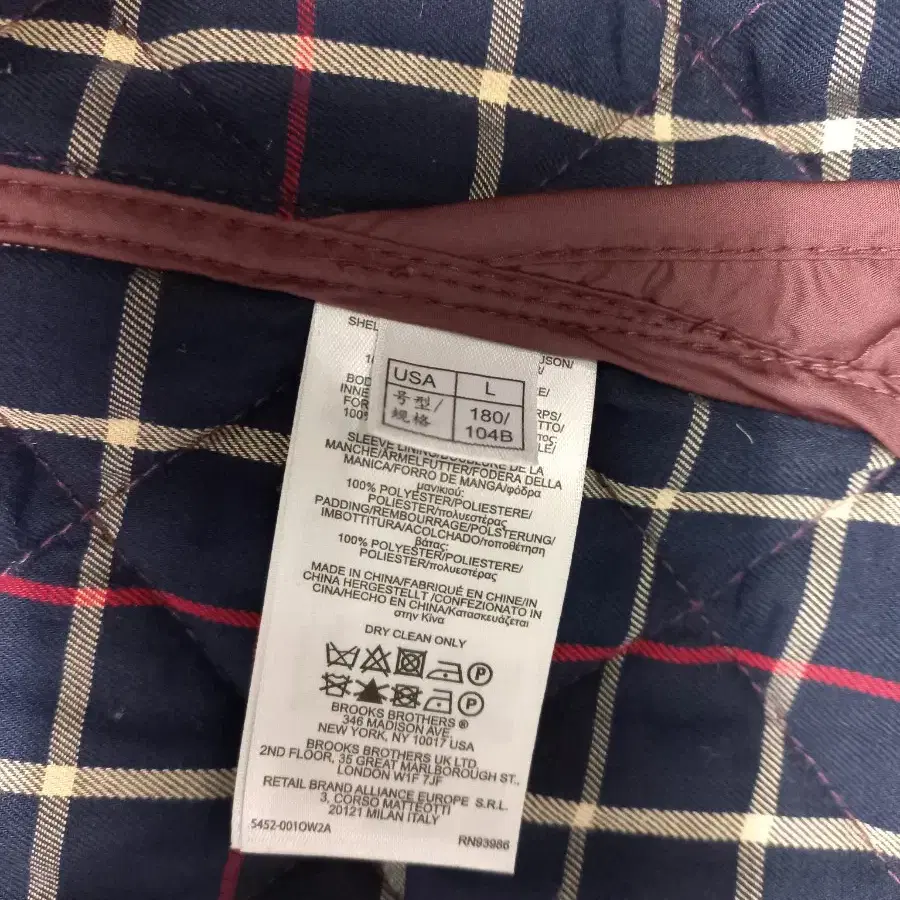 USA L
号型/ 180/
规格 104B
SLEEVE LINING/DOUBLURE DE LA
MANCHE/ÄRMELFUTTER/FODERA DELLA
MANICA/FORRO DE MANGA/φόδρα
μανικιού:
100% POLYESTER/POLIESTERE/
POLIESTER/πολυεστέρας
PADDING/REMBOURRAGE/POLSTERUNG/
IMBOTTITURA/ACOLCHADO/τοποθέτηση
βάτας:
100% POLYESTER/POLIESTERE/
POLIESTER/πολυεστέρας
MADE IN CHINA/FABRIQUÉ EN CHINE/IN
CHINA HERGESTELLT /CONFEZIONATO IN
CINA/HECHO EN CHINA/Κατασκευάζεται
στην Κίνα
DRY CLEAN ONLY
BROOKS BROTHERS ®
346 MADISON AVE.
NEW YORK, NY 10017 USA
BROOKS BROTHERS UK LTD.
2ND FLOOR, 35 GREAT MARLBOROUGH ST.,
LONDON W1F 7JF
RETAIL BRAND ALLIANCE EUROPE S.R.L.
3, CORSO MATTEOTTI
20121 MILAN ITALY
5452-001OW2A RN93986